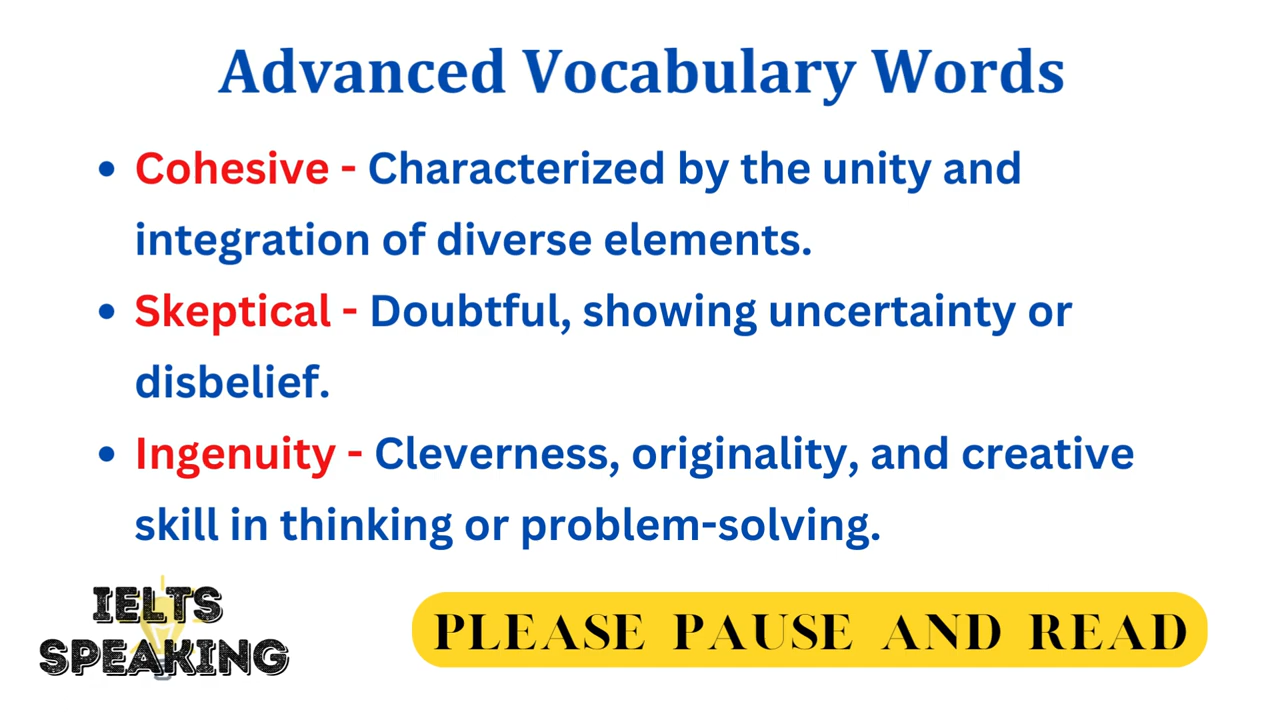 Advanced Vocabulary Words
• Cohesive - Characterized by the unity and
integration of diverse elements.
• Skeptical - Doubtful, showing uncertainty or
disbelief.
• Ingenuity - Cleverness, originality, and creative
skill in thinking or problem-solving.
IELTS
SPEAKING
PLEASE PAUSE AND READ